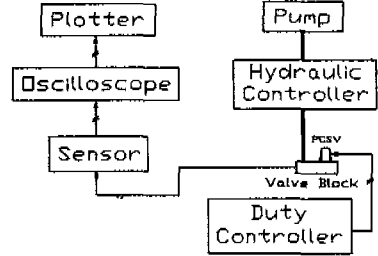 Plotter
Pump
Oscilloscope
Hydraulic
Controller
Sensor
PCSV
Valve Block
Duty
Controller